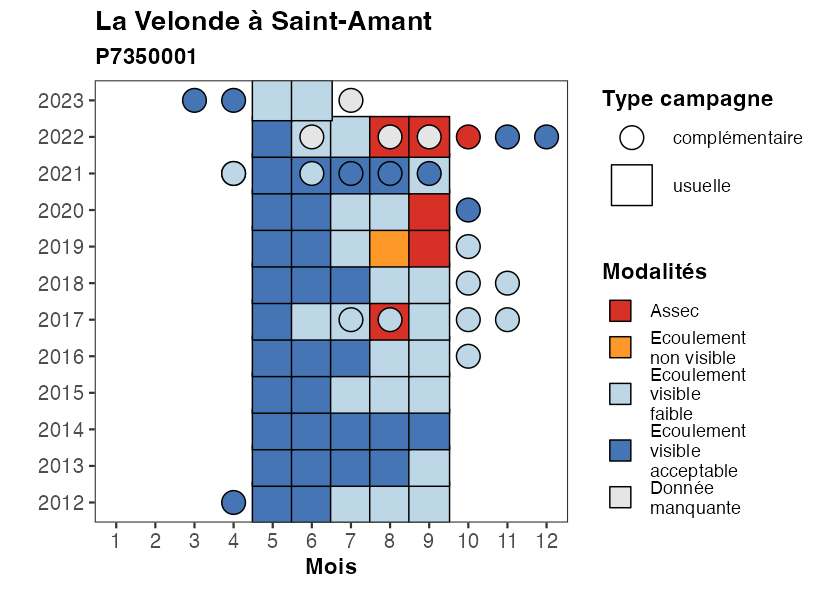 La Velonde à Saint-Amant
P7350001
2023
2022
2021
2020
2019
2018
2017
2016
2015
2014
2013
2012
1 2 3 4 5 6 7 8 9 10 11 12
Mois
Type campagne
complémentaire
usuelle
Modalités
Assec
Ecoulement
non visible
Ecoulement
visible
faible
Ecoulement
visible
acceptable
Donnée
manquante